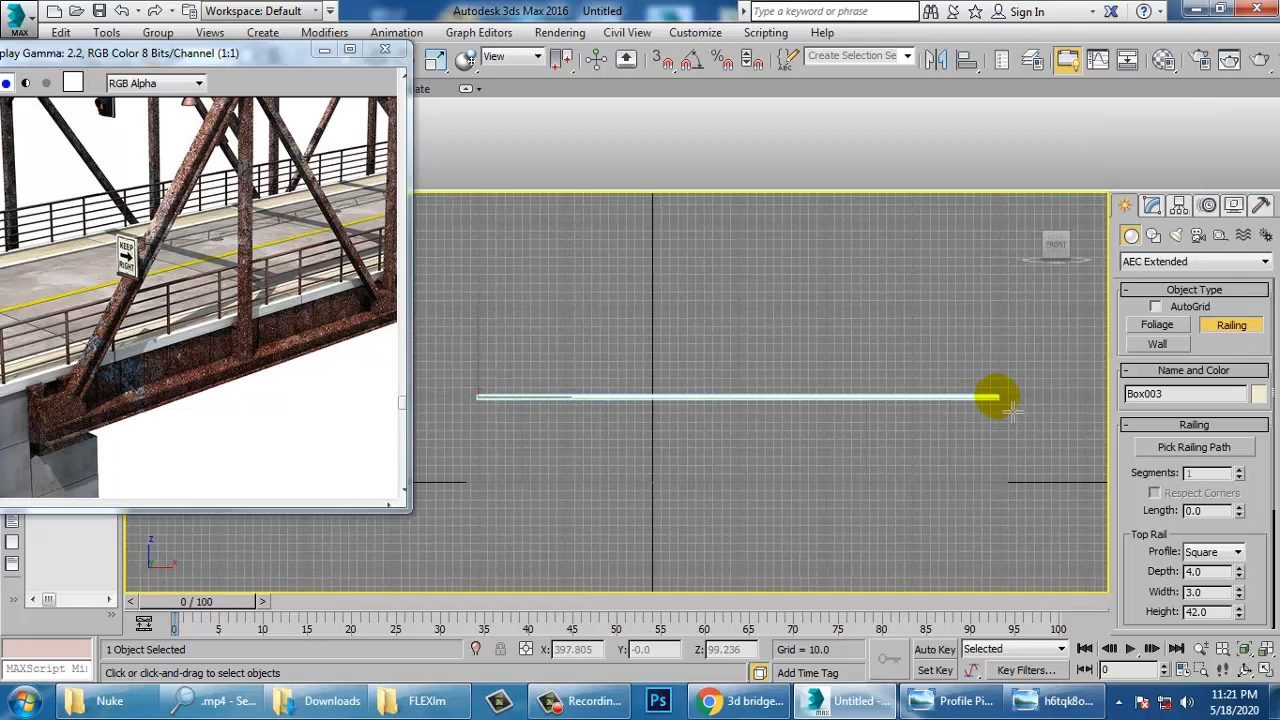 MAX
Workspace: Default
Autodesk 3ds Max 2016 Untitled
Type a keyword or phrase
Sign In
Edit Tools Group Views Create Modifiers Animation Graph Editors Rendering Civil View Customize Scripting Help
play Gamma: 2.2, RGB Color 8 Bits/Channel (1:1)
View
Create Selection Se
RGB Alpha
ate
KEEP
RIGHT
FRONT
AEC Extended
Object Type
AutoGrid
Foliage Railing
Wall
Name and Color
Box003
Railing
Pick Railing Path
Segments: 1
Respect Corners
Length: 0.0
Top Rail
Profile: Square
Depth: 4.0
Width: 3.0
Height: 42.0
z
x
0 / 100
0 5 10 15 20 25 30 35 40 45 50 55 60 65 70 75 80 85 90 95 100
1 Object Selected
X: 397.805 Y: -0.0 Z: 99.236 Grid = 10.0
Auto Key Selected
MAXScript Mi
Click or click-and-drag to select objects
Add Time Tag
Set Key Key Filters... 0
Nuke .mp4 - Se... Downloads FLEXlm Recordin... Ps 3d bridge... Untitled -... Profile Pi... h6tqk8o...
11:21 PM
5/18/2020